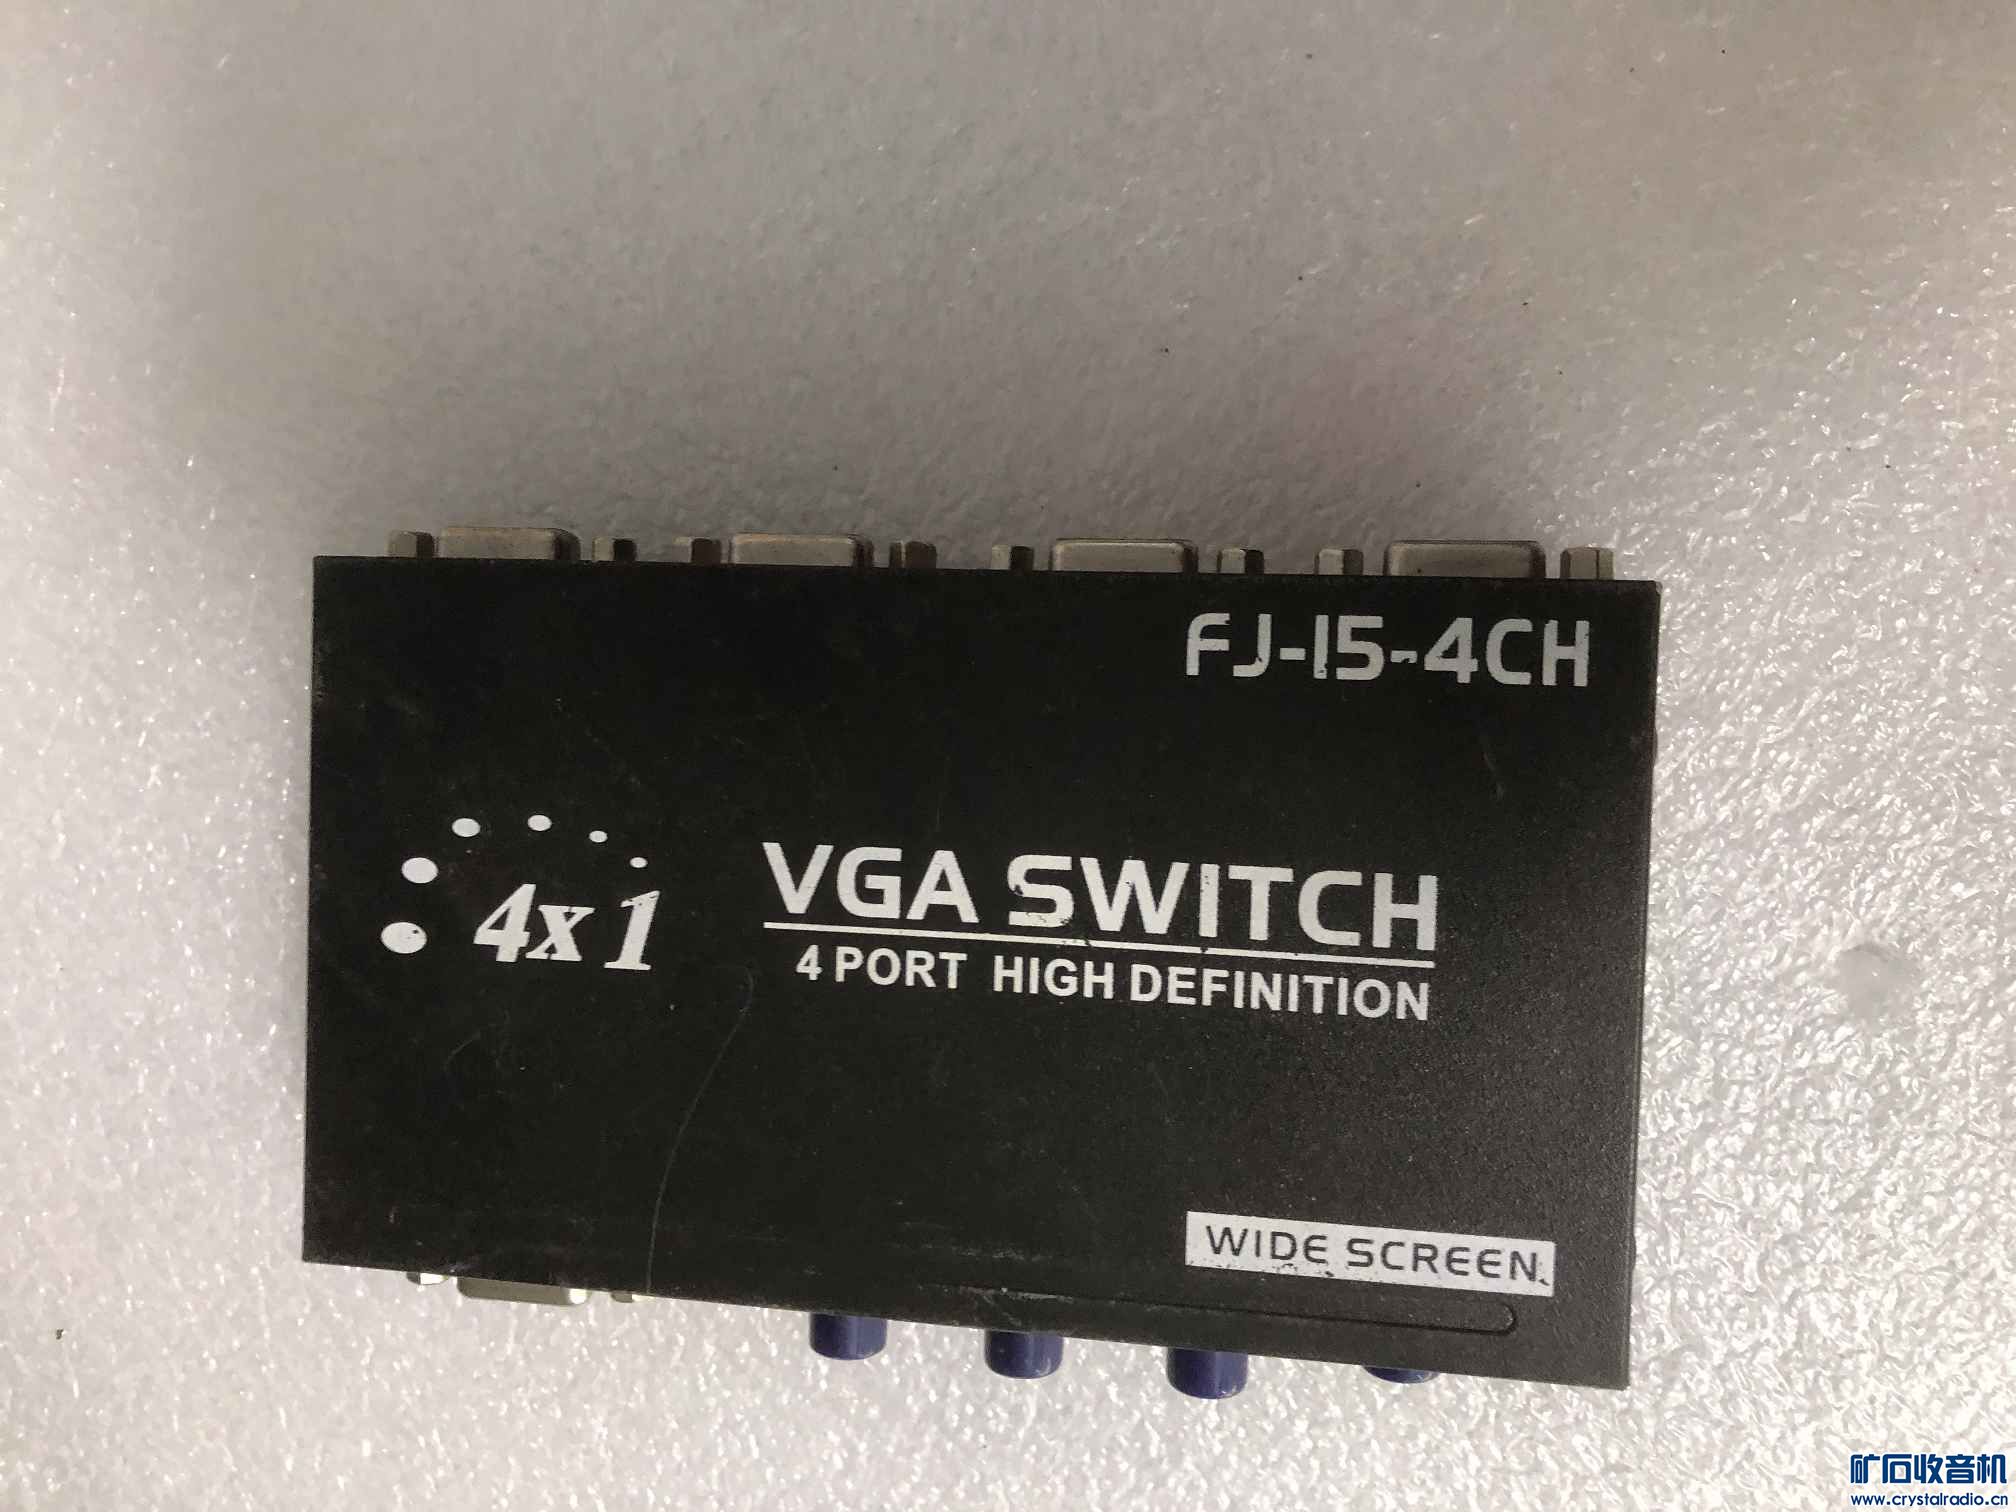 FJ-15-4CH
4x1
VGA SWITCH
4 PORT HIGH DEFINITION
WIDE SCREEN
矿石收音机
www.crystalradio.cn